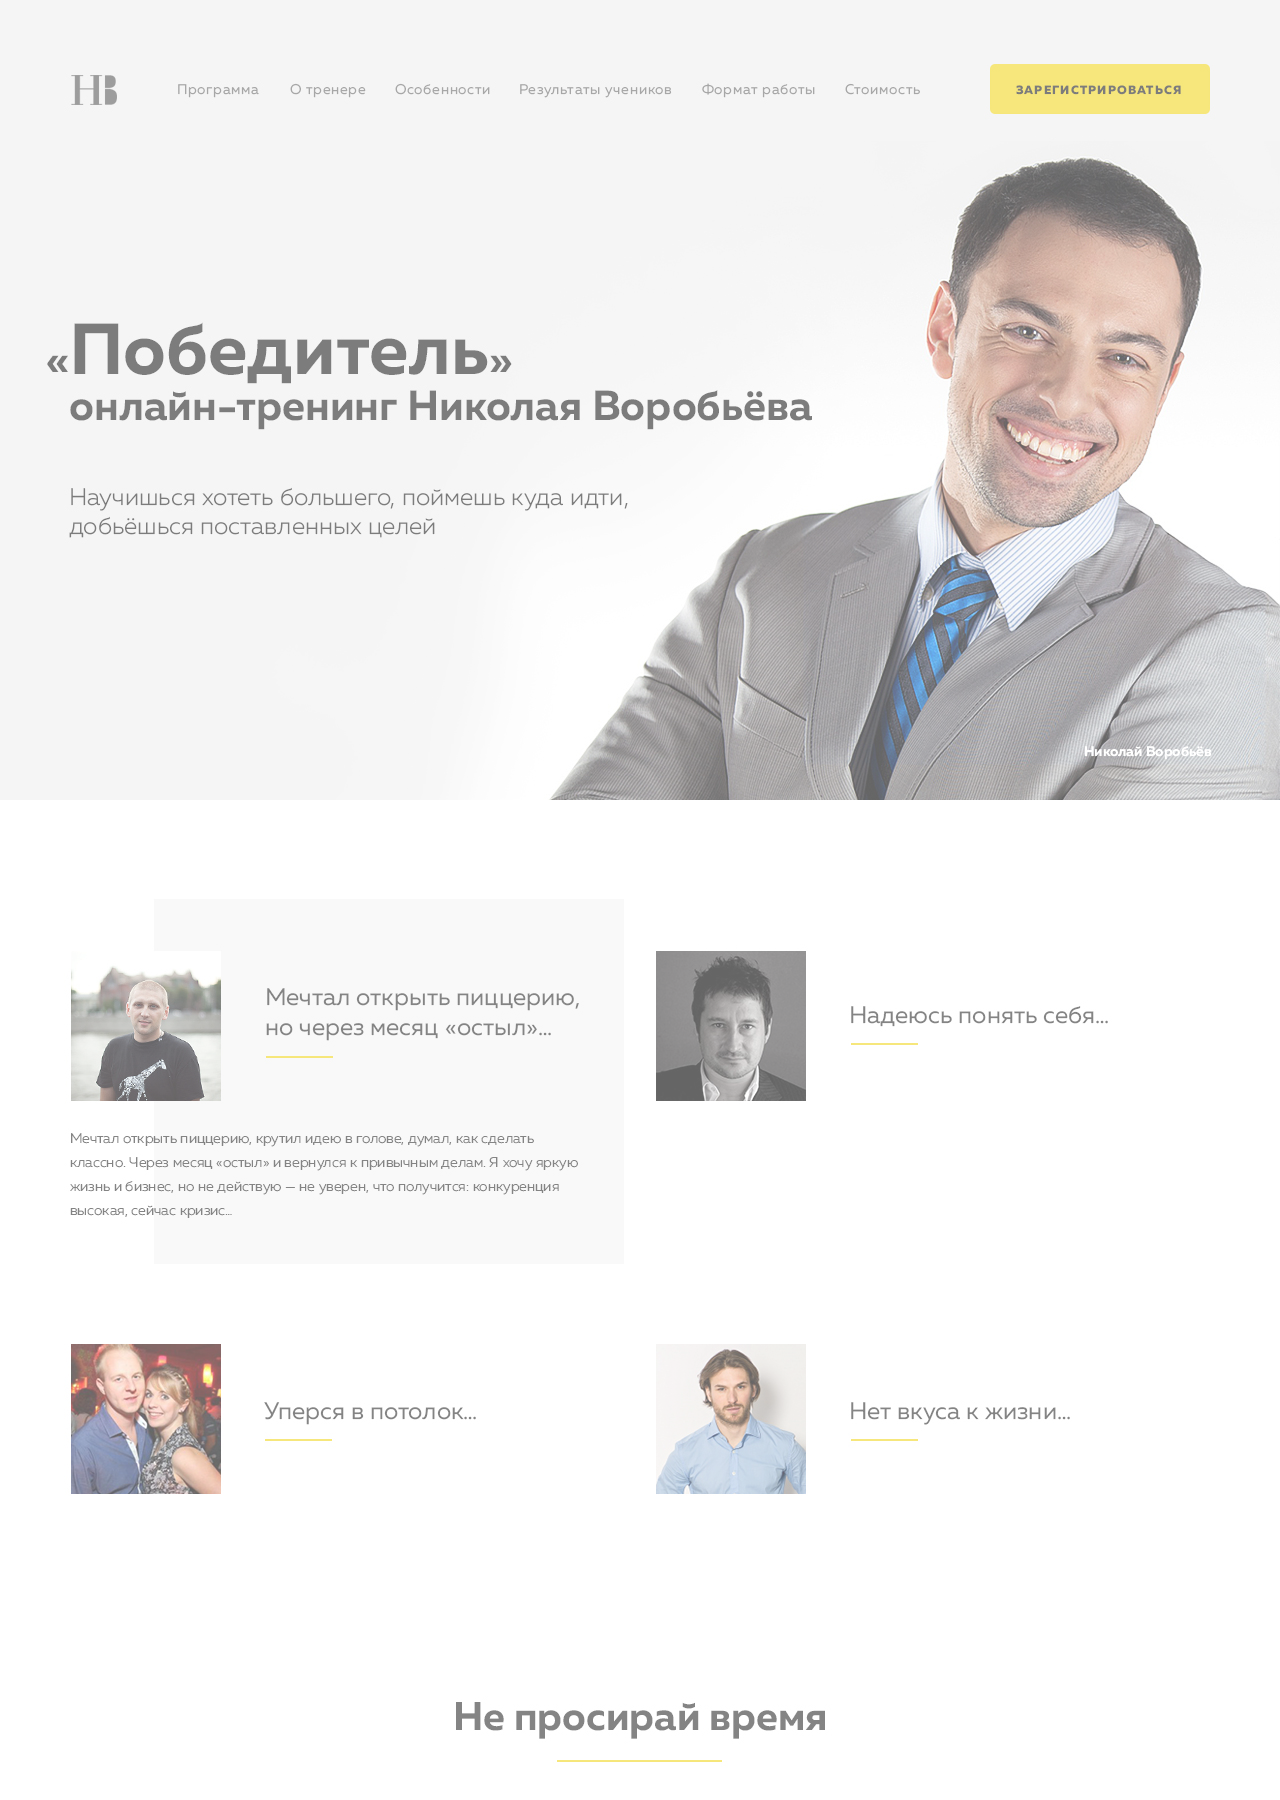 НВ
Программа
О тренере
Особенности
Результаты учеников
Формат работы
Стоимость
ЗАРЕГИСТРИРОВАТЬСЯ
«Победитель»
онлайн-тренинг Николая Воробьёва
Научишься хотеть большего, поймешь куда идти,
добьёшься поставленных целей
Николай Воробьёв
Мечтал открыть пиццерию,
но через месяц «остыл»...
Мечтал открыть пиццерию, крутил идею в голове, думал, как сделать
классно. Через месяц «остыл» и вернулся к привычным делам. Я хочу яркую
жизнь и бизнес, но не действую — не уверен, что получится: конкуренция
высокая, сейчас кризис...
Надеюсь понять себя...
Уперся в потолок...
Нет вкуса к жизни...
Не просирай время